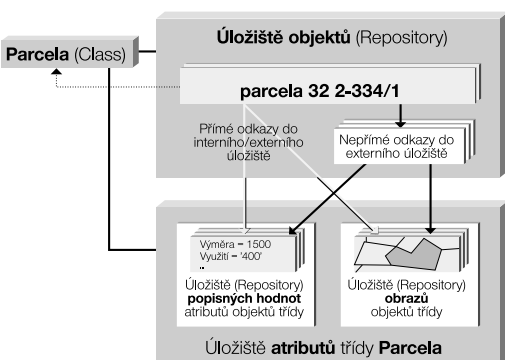 Úložiště objektů (Repository)
Parcela (Class)
parcela 32 2-334/1
Přímé odkazy do
interního/externího
úložiště
Nepřímé odkazy do
externího úložiště
Výměra = 1500
Využití = '400'
..
Úložiště (Repository)
popisných hodnot
atributů objektů třídy
Úložiště (Repository)
obrazů
objektů třídy
Úložiště atributů třídy Parcela